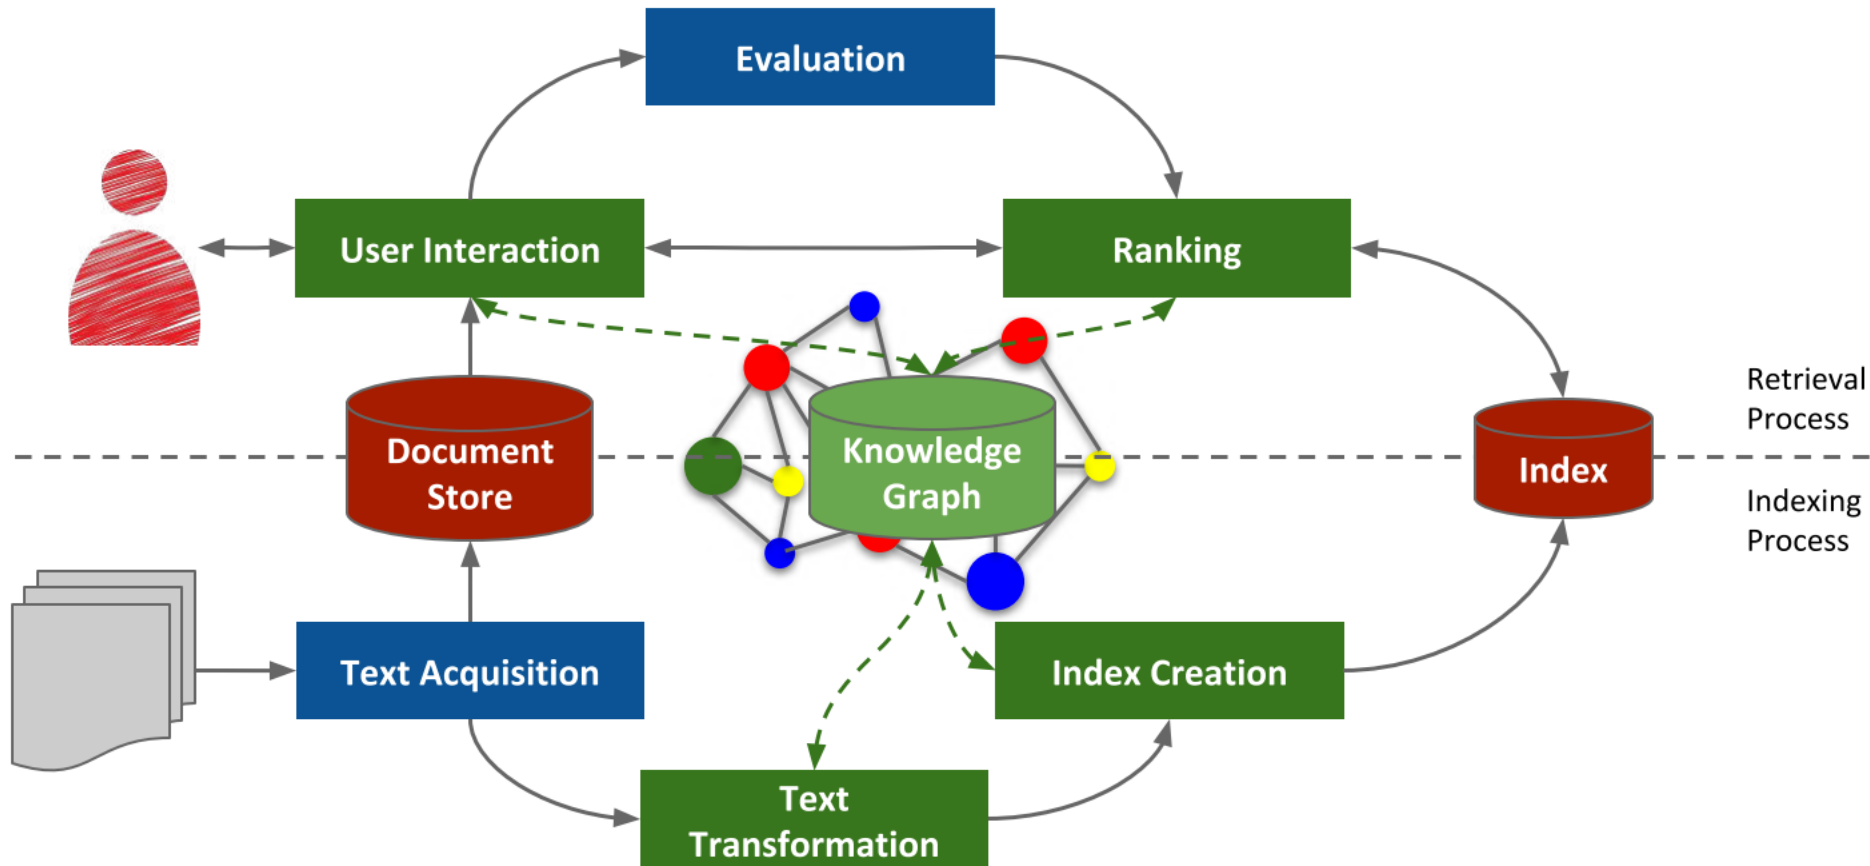 Evaluation
User Interaction
Ranking
Retrieval
Process
Document
Store
Knowledge
Graph
Index
Indexing
Process
Text Acquisition
Index Creation
Text
Transformation